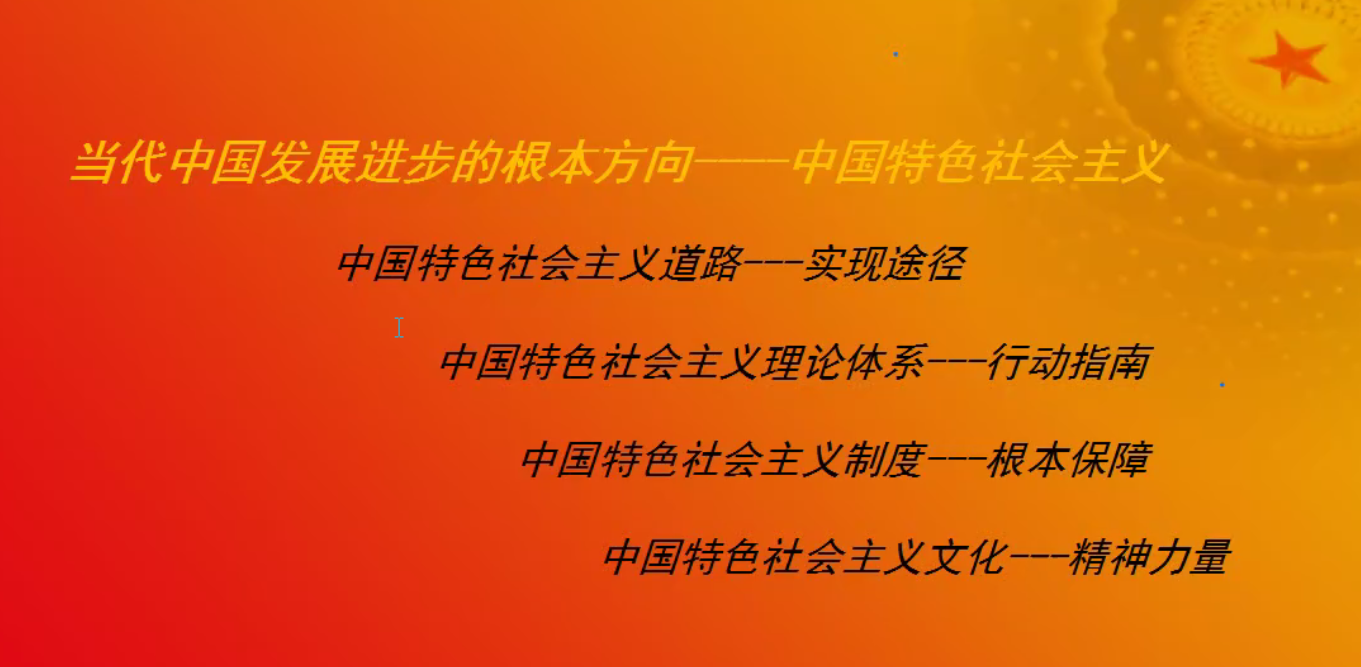 当代中国发展进步的根本方向----中国特色社会主义
中国特色社会主义道路---实现途径
中国特色社会主义理论体系---行动指南
中国特色社会主义制度---根本保障
中国特色社会主义文化---精神力量